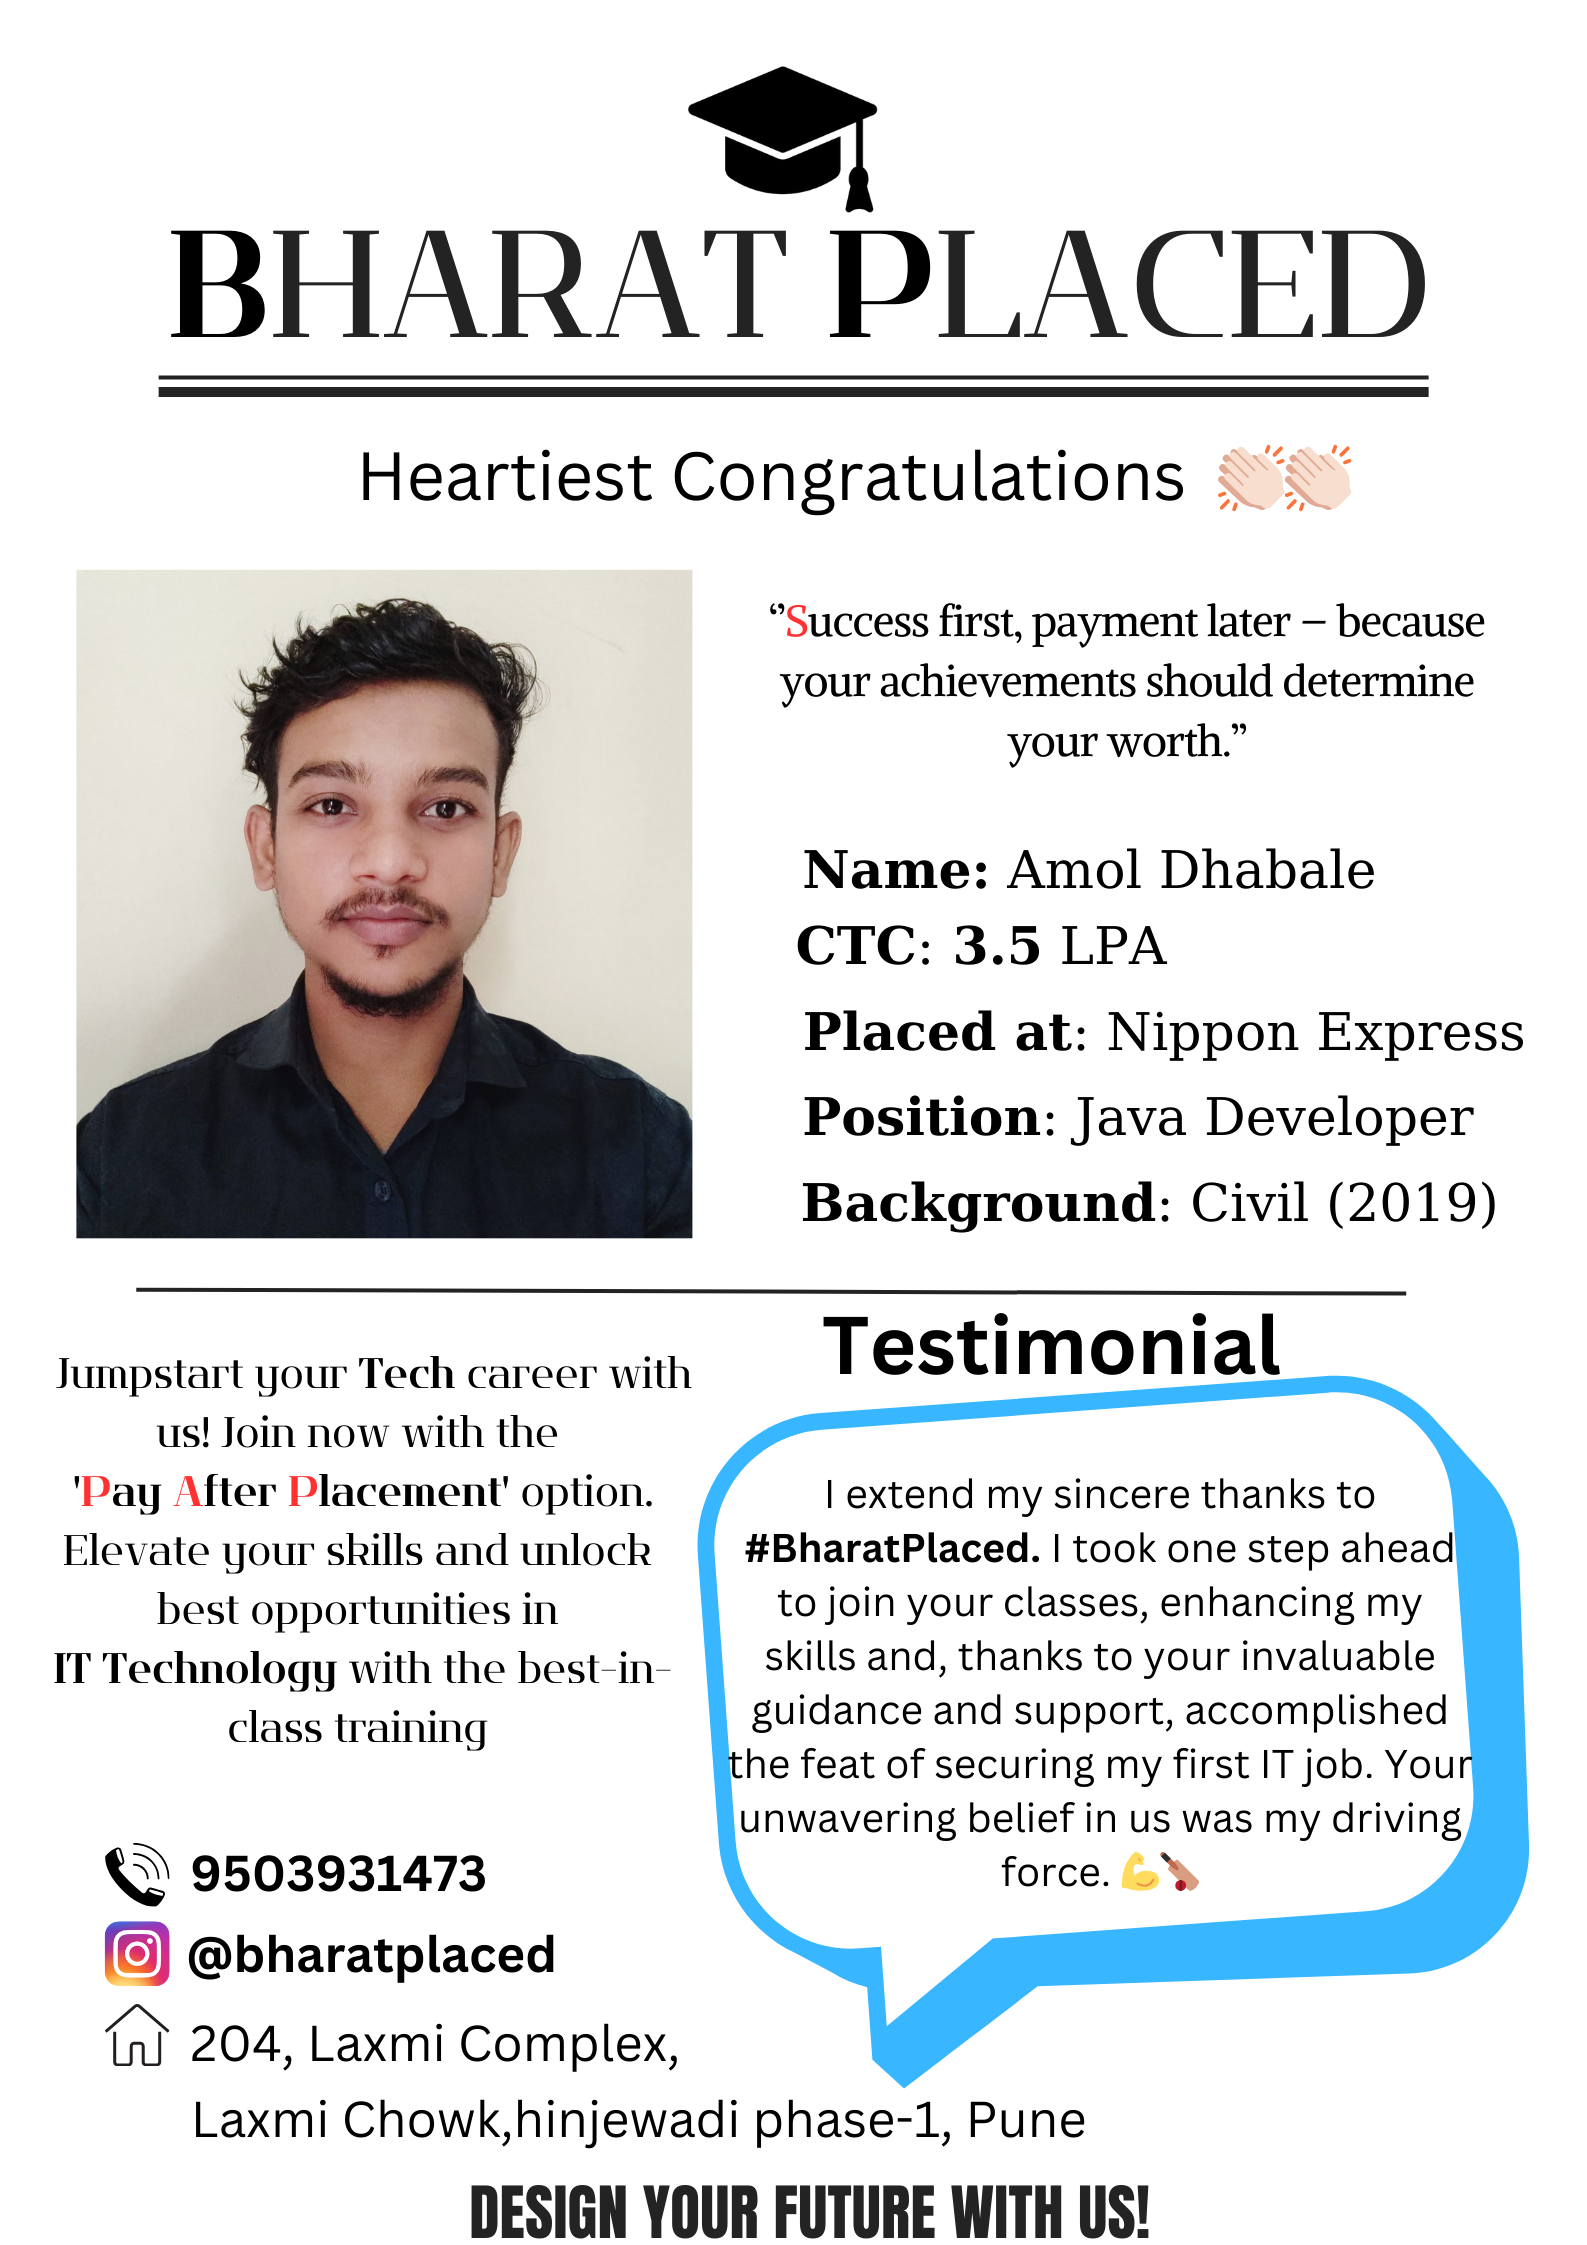 BHARAT PLACED
Heartiest Congratulations 👏🏻👏🏻
“Success first, payment later – because
your achievements should determine
your worth.”
Name: Amol Dhabale
CTC: 3.5 LPA
Placed at: Nippon Express
Position: Java Developer
Background: Civil (2019)
Jumpstart your Tech career with
us! Join now with the
'Pay After Placement' option.
Elevate your skills and unlock
best opportunities in
IT Technology with the best-in-
class training
Testimonial
I extend my sincere thanks to
#BharatPlaced. I took one step ahead
to join your classes, enhancing my
skills and, thanks to your invaluable
guidance and support, accomplished
the feat of securing my first IT job. Your
unwavering belief in us was my driving
force. 💪🏏
9503931473
@bharatplaced
204, Laxmi Complex,
Laxmi Chowk,hinjewadi phase-1, Pune
DESIGN YOUR FUTURE WITH US!